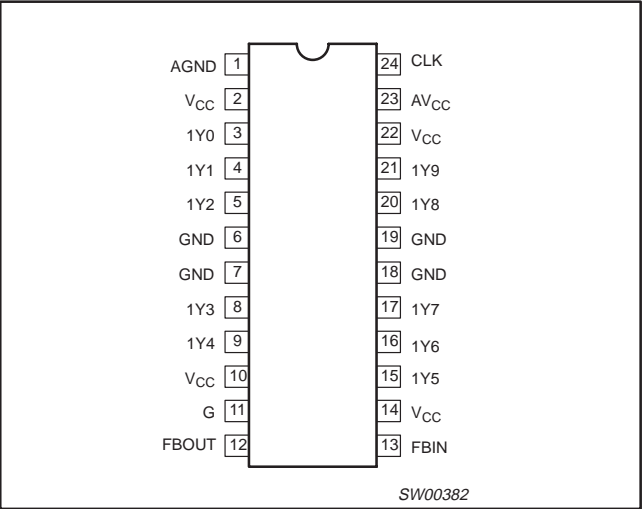 AGND 1 24 CLK
VCC 2 23 AVCC
1Y0 3 22 VCC
1Y1 4 21 1Y9
1Y2 5 20 1Y8
GND 6 19 GND
GND 7 18 GND
1Y3 8 17 1Y7
1Y4 9 16 1Y6
VCC 10 15 1Y5
G 11 14 VCC
FBOUT 12 13 FBIN
SW00382